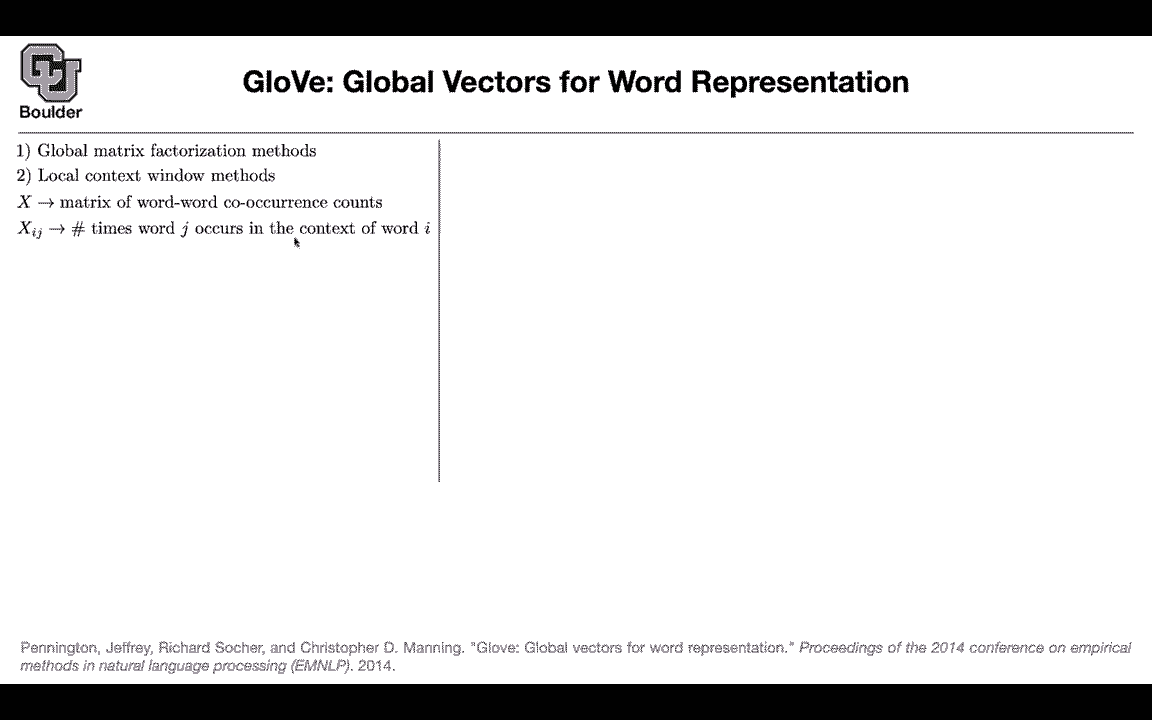 CU
Boulder
GloVe: Global Vectors for Word Representation
1) Global matrix factorization methods
2) Local context window methods
X → matrix of word-word co-occurrence counts
X_{ij} → # times word j occurs in the context of word i
Pennington, Jeffrey, Richard Socher, and Christopher D. Manning. "Glove: Global vectors for word representation." Proceedings of the 2014 conference on empirical
methods in natural language processing (EMNLP). 2014.